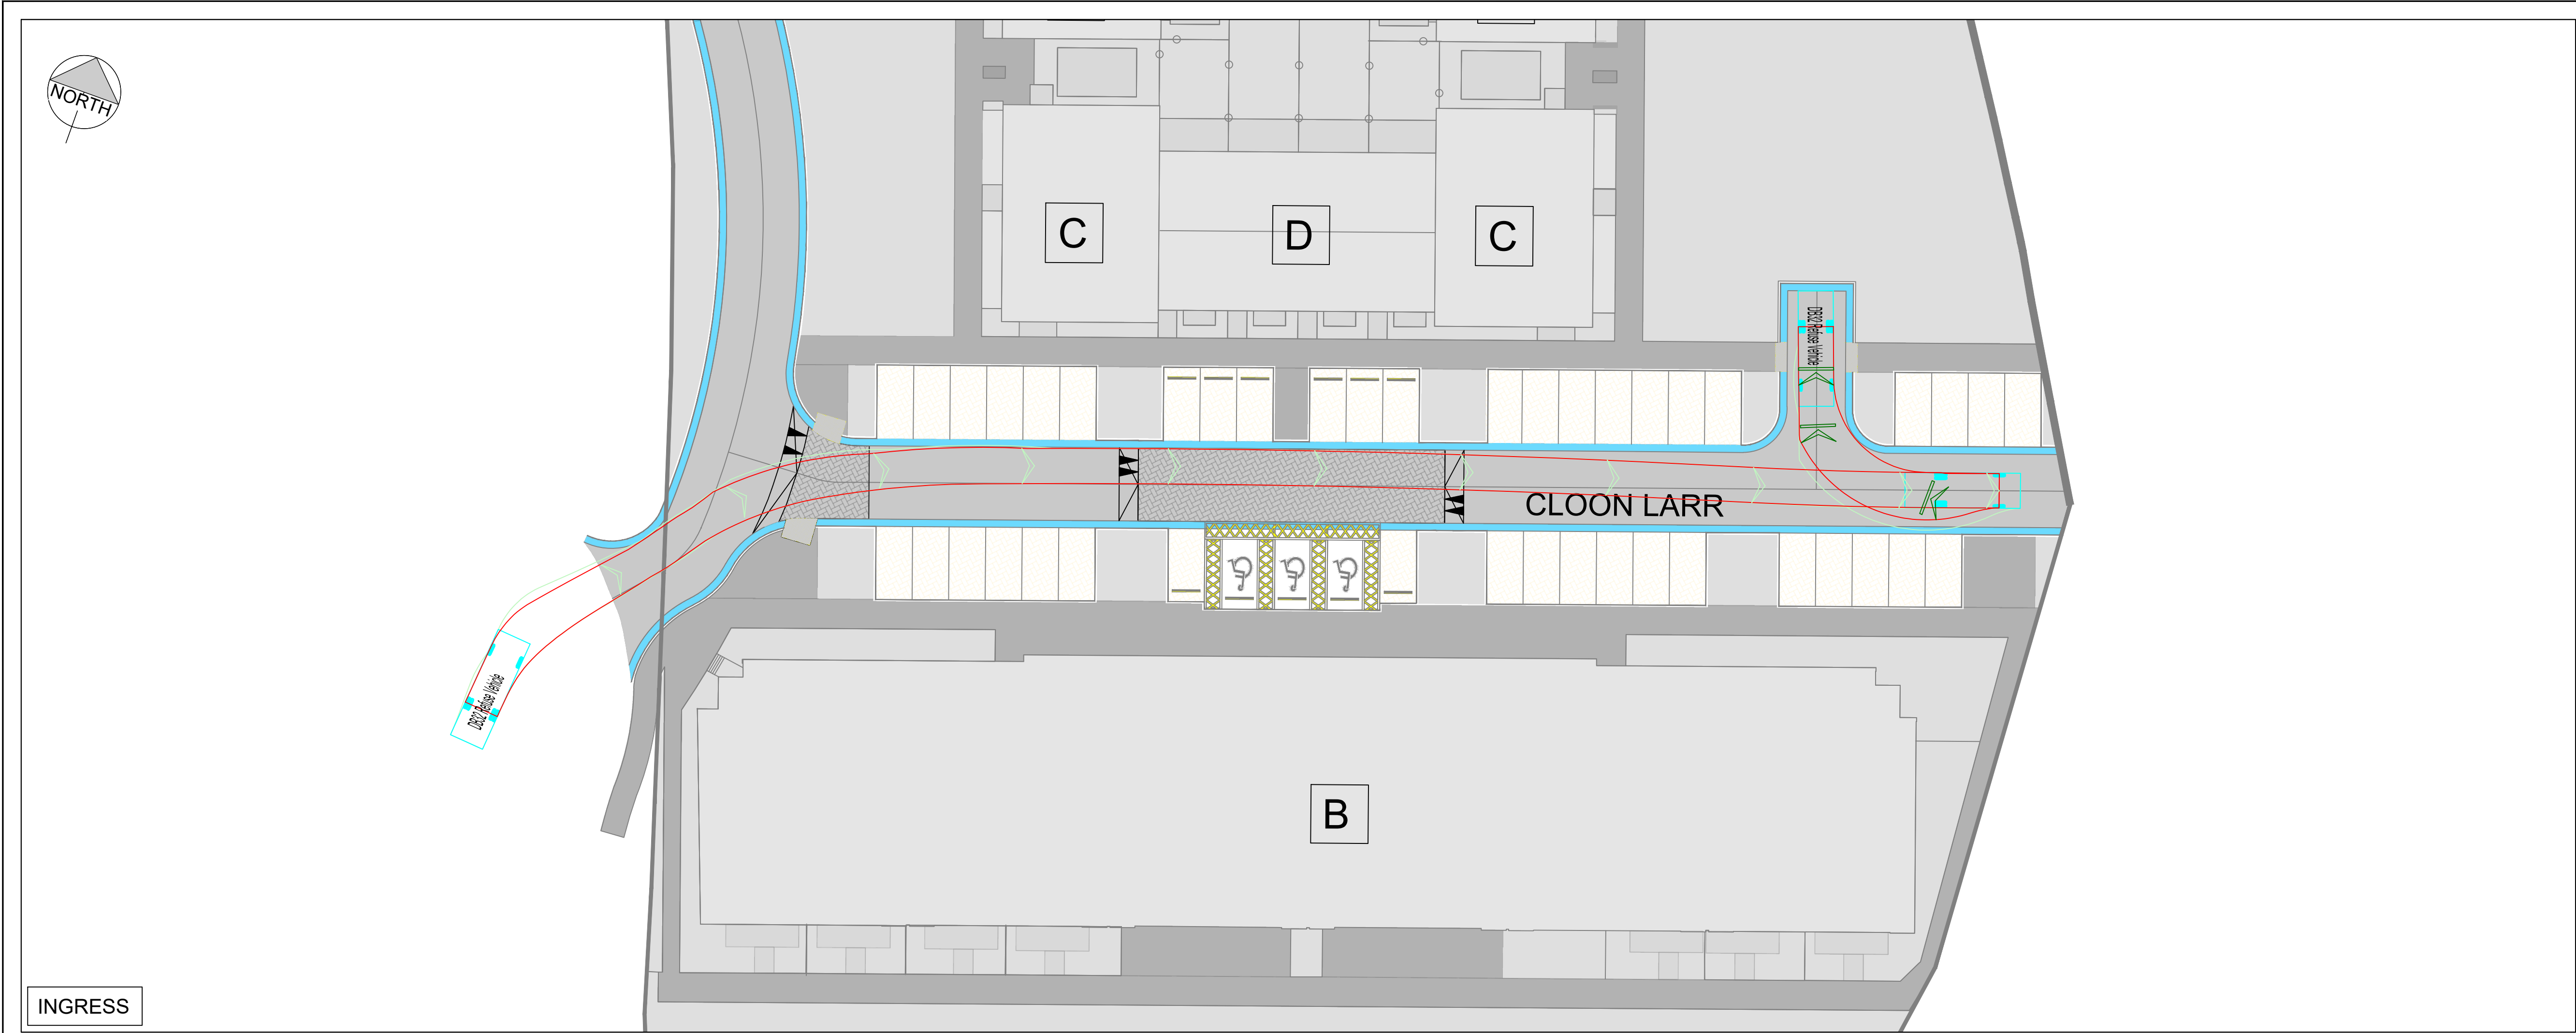 NORTH
C
D
C
DB32 Refuse Vehicle
CLOON LARR
DB32 Refuse Vehicle
B
INGRESS